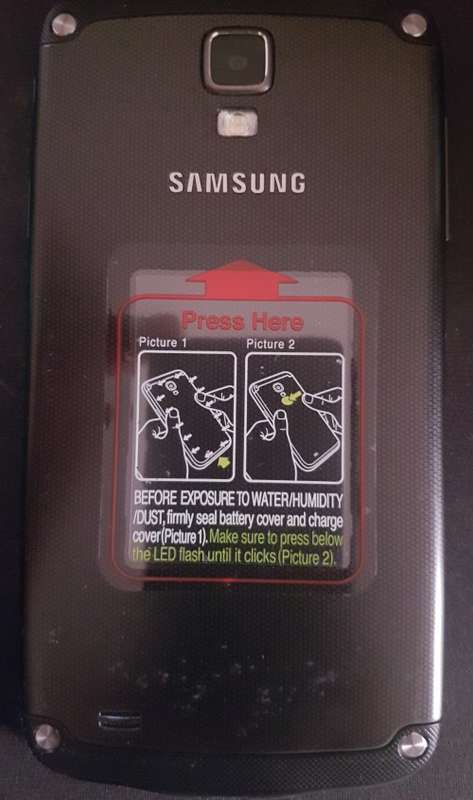 SAMSUNG
Press Here
Picture 1 Picture 2
BEFORE EXPOSURE TO WATER/HUMIDITY
/DUST, firmly seal battery cover and charge
cover (Picture 1). Make sure to press below
the LED flash until it clicks (Picture 2).